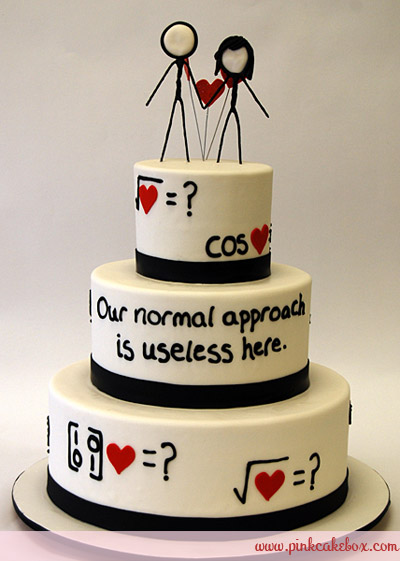 √♥=?
cos♥
Our normal approach
is useless here.
[1 0
0 1]♥=?
√♥=?
www.pinkcakebox.com